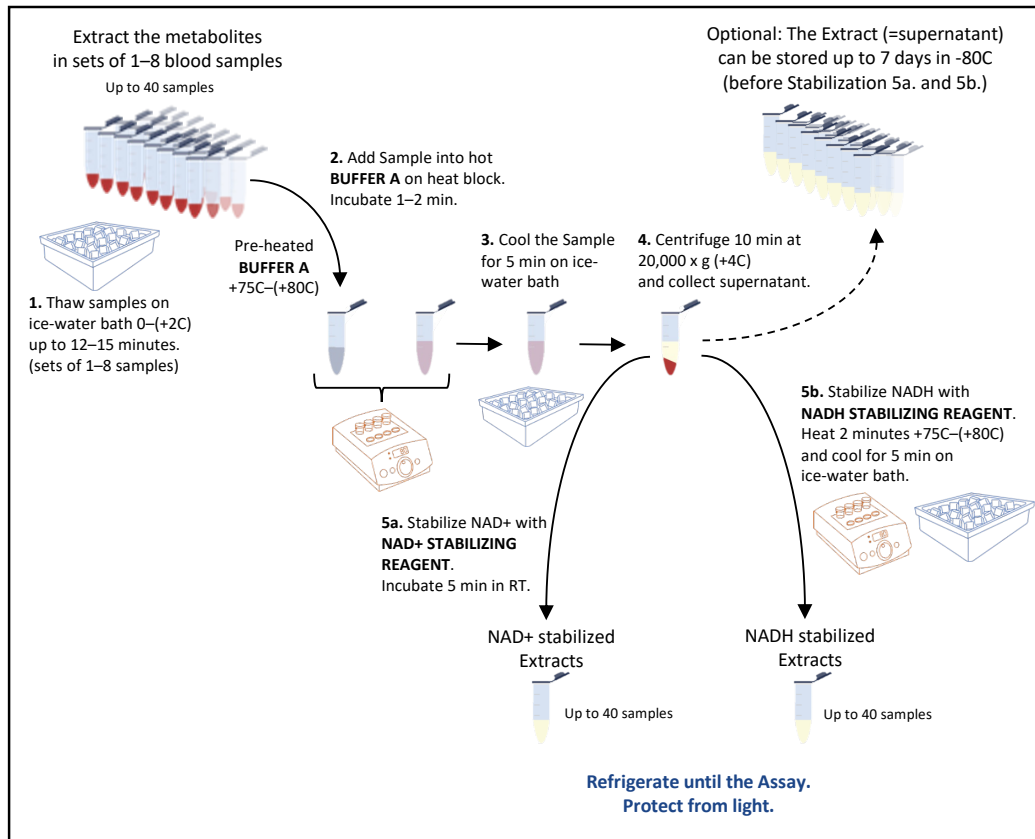 Extract the metabolites
in sets of 1–8 blood samples
Up to 40 samples
Optional: The Extract (=supernatant)
can be stored up to 7 days in -80C
(before Stabilization 5a. and 5b.)
2. Add Sample into hot
BUFFER A on heat block.
Incubate 1–2 min.
Pre-heated
BUFFER A
+75C–(+80C)
1. Thaw samples on
ice-water bath 0–(+2C)
up to 12–15 minutes.
(sets of 1–8 samples)
3. Cool the Sample
for 5 min on ice-
water bath
4. Centrifuge 10 min at
20,000 x g (+4C)
and collect supernatant.
5b. Stabilize NADH with
NADH STABILIZING REAGENT.
Heat 2 minutes +75C–(+80C)
and cool for 5 min on
ice-water bath.
5a. Stabilize NAD+ with
NAD+ STABILIZING
REAGENT.
Incubate 5 min in RT.
NAD+ stabilized
Extracts
Up to 40 samples
NADH stabilized
Extracts
Up to 40 samples
Refrigerate until the Assay.
Protect from light.